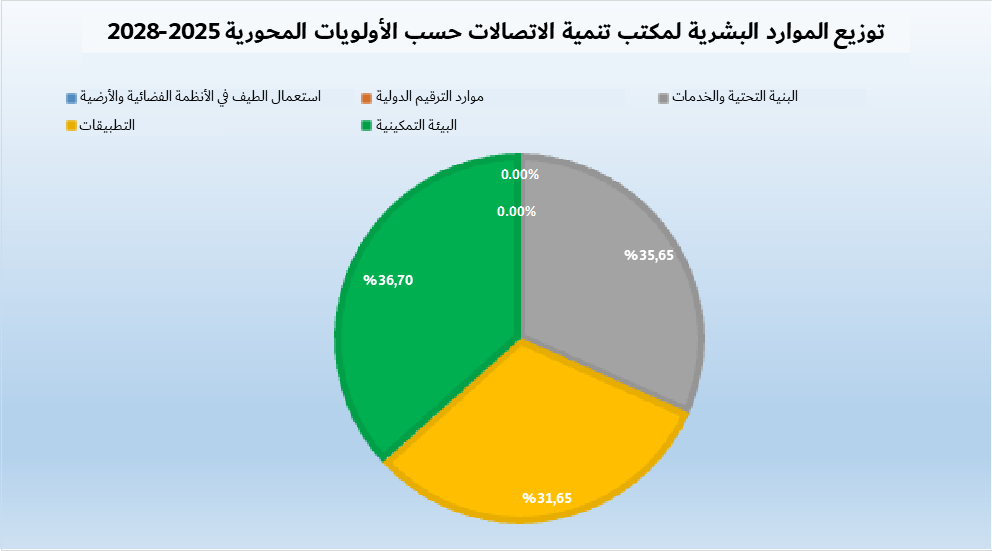 توزيع الموارد البشرية لمكتب تنمية الاتصالات حسب الأولويات المحورية 2025-2028
استعمال الطيف في الأنظمة الفضائية والأرضية
موارد الترقيم الدولية
البنية التحتية والخدمات
التطبيقات
البيئة التمكينية
0.00%
0.00%
%35,65
%36,70
%31,65